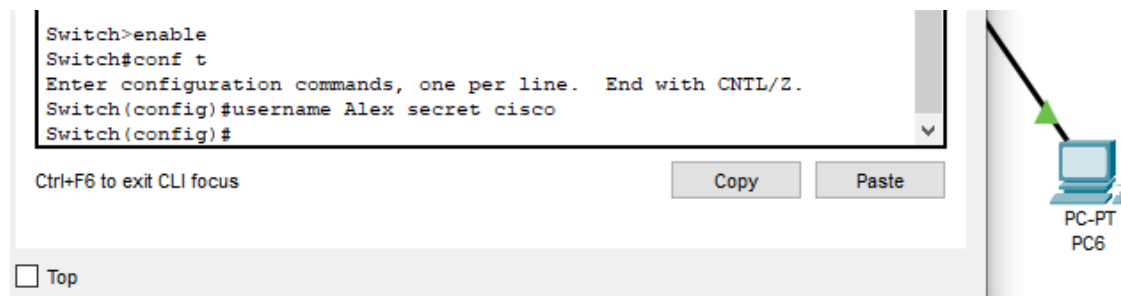 Switch>enable
Switch#conf t
Enter configuration commands, one per line.  End with CNTL/Z.
Switch(config)#username Alex secret cisco
Switch(config)#
Ctrl+F6 to exit CLI focus
Copy
Paste
PC-PT
PC6
Top